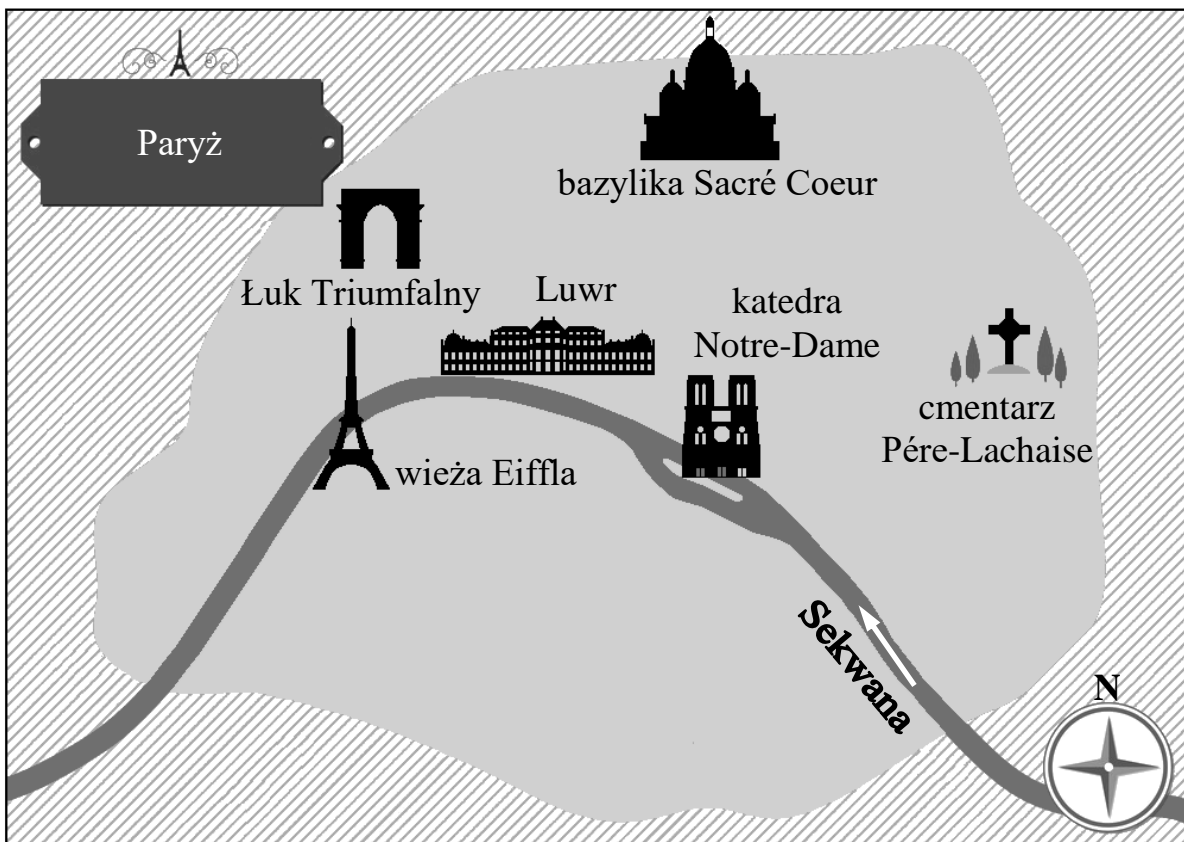 Paryż
bazylika Sacré Coeur
Łuk Triumfalny
Luwr
katedra
Notre-Dame
cmentarz
Pére-Lachaise
wieża Eiffla
Sekwana
N